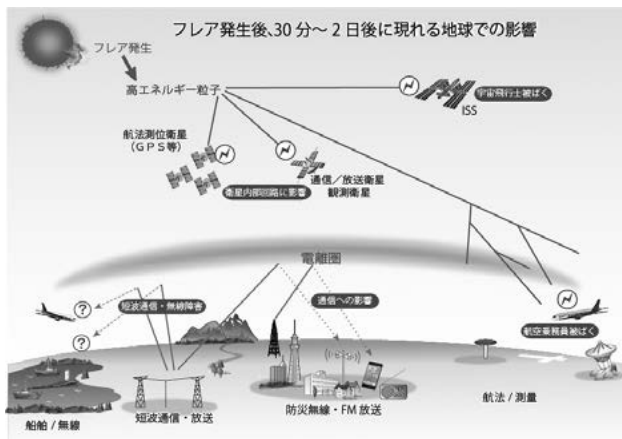 フレア発生後、30分〜2日後に現れる地球での影響
フレア発生
高エネルギー粒子
宇宙飛行士被ばく
ISS
航法測位衛星
(GPS等)
通信/放送衛星
観測衛星
衛星内部回路に影響
電離圏
短波通信・無線障害
通信への影響
?
?
航空乗務員被ばく
船舶/無線
短波通信・放送
防災無線・FM放送
航法/測量